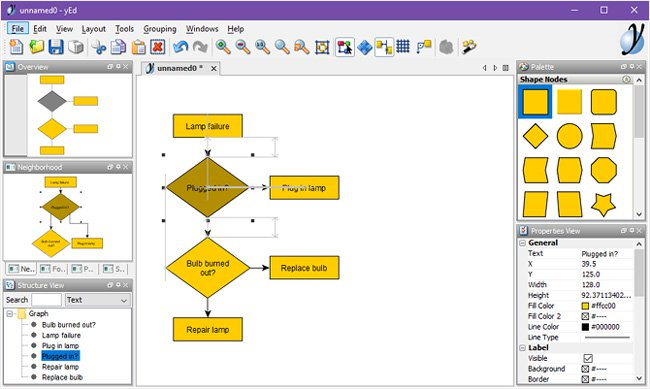 unnamed0 - yEd
File Edit View Layout Tools Grouping Windows Help
Overview
Neighborhood
Lamp failure
Plugged in?
Bulb burned
out?
Plug in lamp
Ne... Fo... P... S...
Structure View
Search Text
Graph
Bulb burned out?
Lamp failure
Plug in lamp
Plugged in?
Repair lamp
Replace bulb
unnamed0 *
Lamp failure
Plugged in?
Plug in lamp
Bulb burned
out?
Replace bulb
Repair lamp
Palette
Shape Nodes
Properties View
General
Text Plugged in?
X 39.5
Y 125.0
Width 128.0
Height 92.37113402...
Fill Color #ffcc00
Fill Color 2 #----
Line Color #000000
Line Type
Label
Visible
Background #----
Border #----